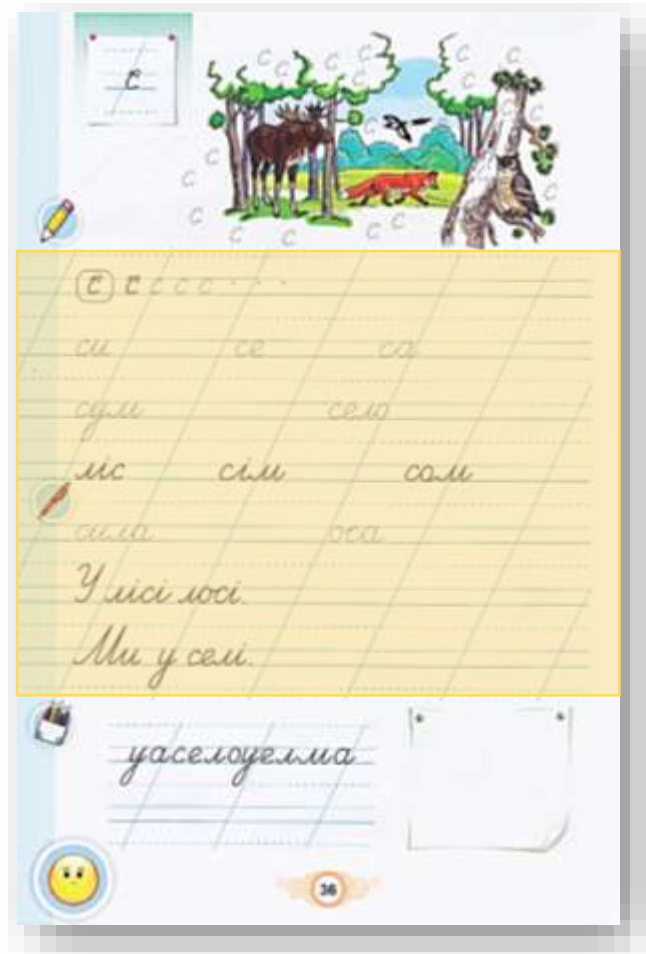 с
с с с с с с
с с с с
с с
с с с
с с с с с
с с с с с
си се са
сум село
ліс сім сом
сила оса
У лісі лосі.
Ми у селі.
уаселоуелма
36